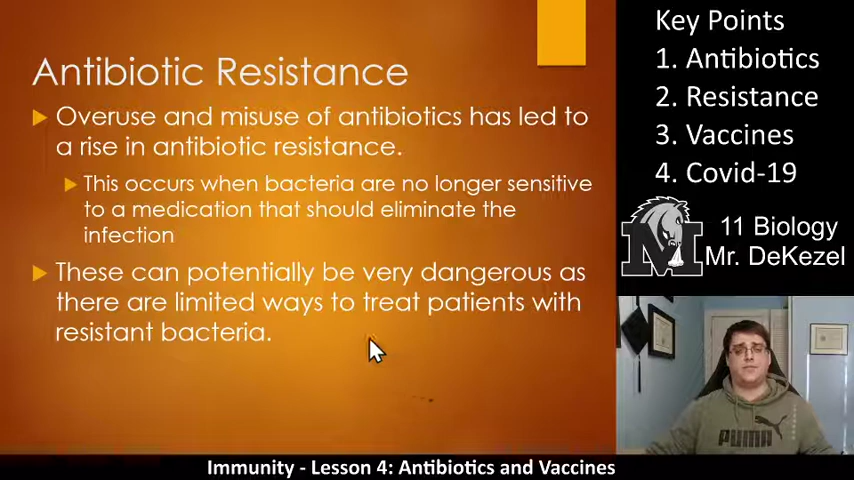 Antibiotic Resistance
Overuse and misuse of antibiotics has led to
a rise in antibiotic resistance.
This occurs when bacteria are no longer sensitive
to a medication that should eliminate the
infection
These can potentially be very dangerous as
there are limited ways to treat patients with
resistant bacteria.
Key Points
1. Antibiotics
2. Resistance
3. Vaccines
4. Covid-19
M
11 Biology
Mr. DeKezel
PUMA
Immunity - Lesson 4: Antibiotics and Vaccines